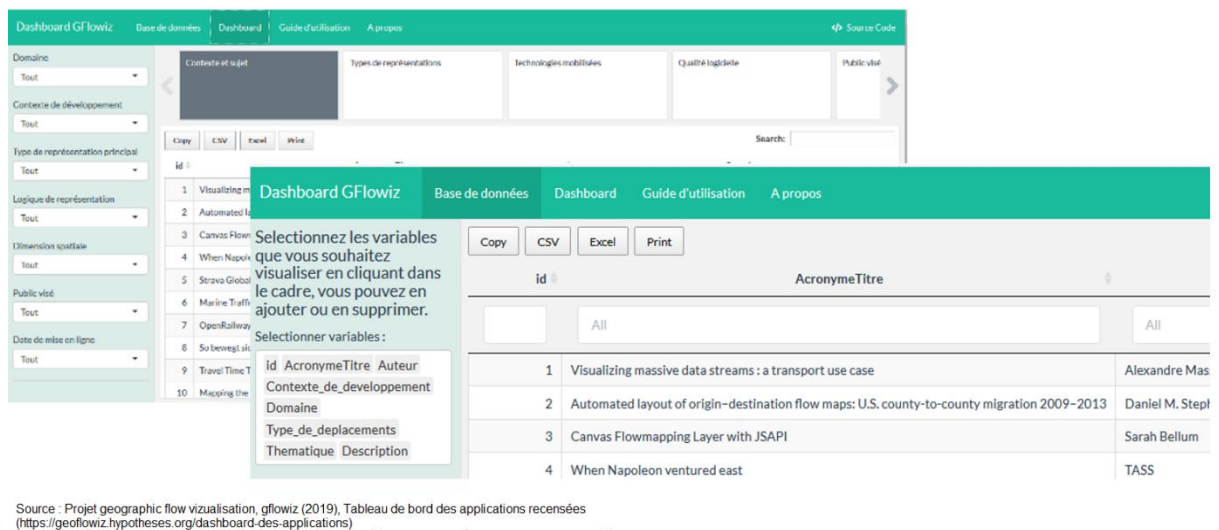 Dashboard GFlowiz Base de données Dashboard Guide d'utilisation A propos </> Source Code
Domaine
Tout
Contexte de développement
Tout
Type de représentation principal
Tout
Logique de représentation
Tout
Dimension spatiale
Tout
Public visé
Tout
Date de mise en ligne
Tout
Contexte et sujet Types de représentations Technologies mobilisées Qualité logicielle Public visé
Copy CSV Excel Print Search:
id
1 Visualizing m
2 Automated la
3 Canvas Flow
4 When Napole
5 Strava Global
6 Marine Traffi
7 OpenRailway
8 So bewegt sic
9 Travel Time T
10 Mapping the
Dashboard GFlowiz Base de données Dashboard Guide d'utilisation A propos
Selectionnez les variables
que vous souhaitez
visualiser en cliquant dans
le cadre, vous pouvez en
ajouter ou en supprimer.
Selectionner variables :
id AcronymeTitre Auteur
Contexte_de_developpement
Domaine
Type_de_deplacements
Thematique Description
Copy CSV Excel Print
id AcronymeTitre
All All
1 Visualizing massive data streams : a transport use case Alexandre Mas
2 Automated layout of origin–destination flow maps: U.S. county-to-county migration 2009–2013 Daniel M. Steph
3 Canvas Flowmapping Layer with JSAPI Sarah Bellum
4 When Napoleon ventured east TASS
Source : Projet geographic flow vizualisation, gflowiz (2019), Tableau de bord des applications recensées
(https://geoflowiz.hypotheses.org/dashboard-des-applications)